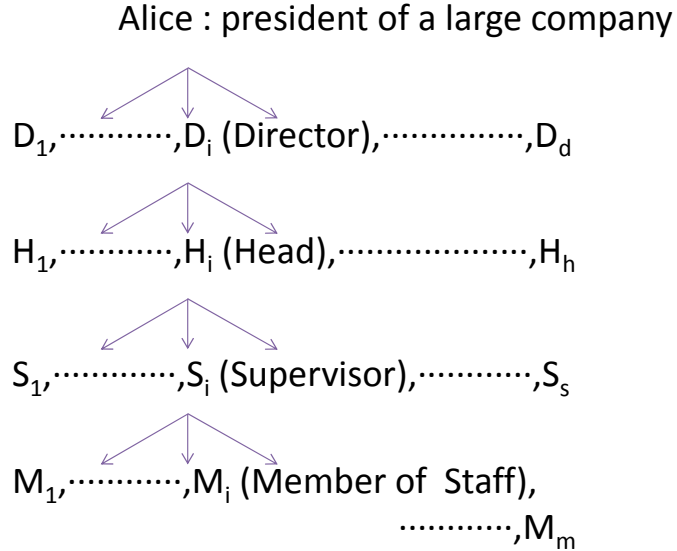 Alice : president of a large company
D₁,············,Dᵢ (Director),··············,D_d
H₁,············,Hᵢ (Head),···················,Hₕ
S₁,·············,Sᵢ (Supervisor),···········,Sₛ
M₁,············,Mᵢ (Member of Staff),
············,Mₘ